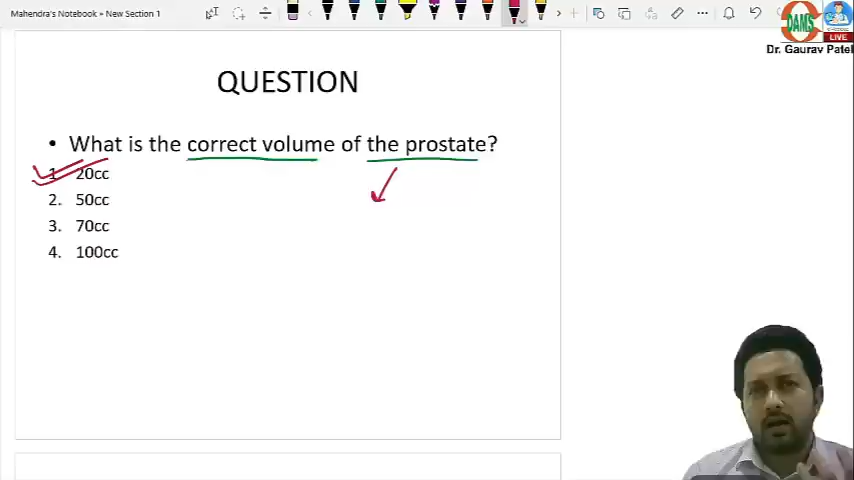 Mahendra's Notebook » New Section 1
DAMS
LIVE
Dr. Gaurav Patel
QUESTION
• What is the correct volume of the prostate?
1. 20cc
2. 50cc
3. 70cc
4. 100cc